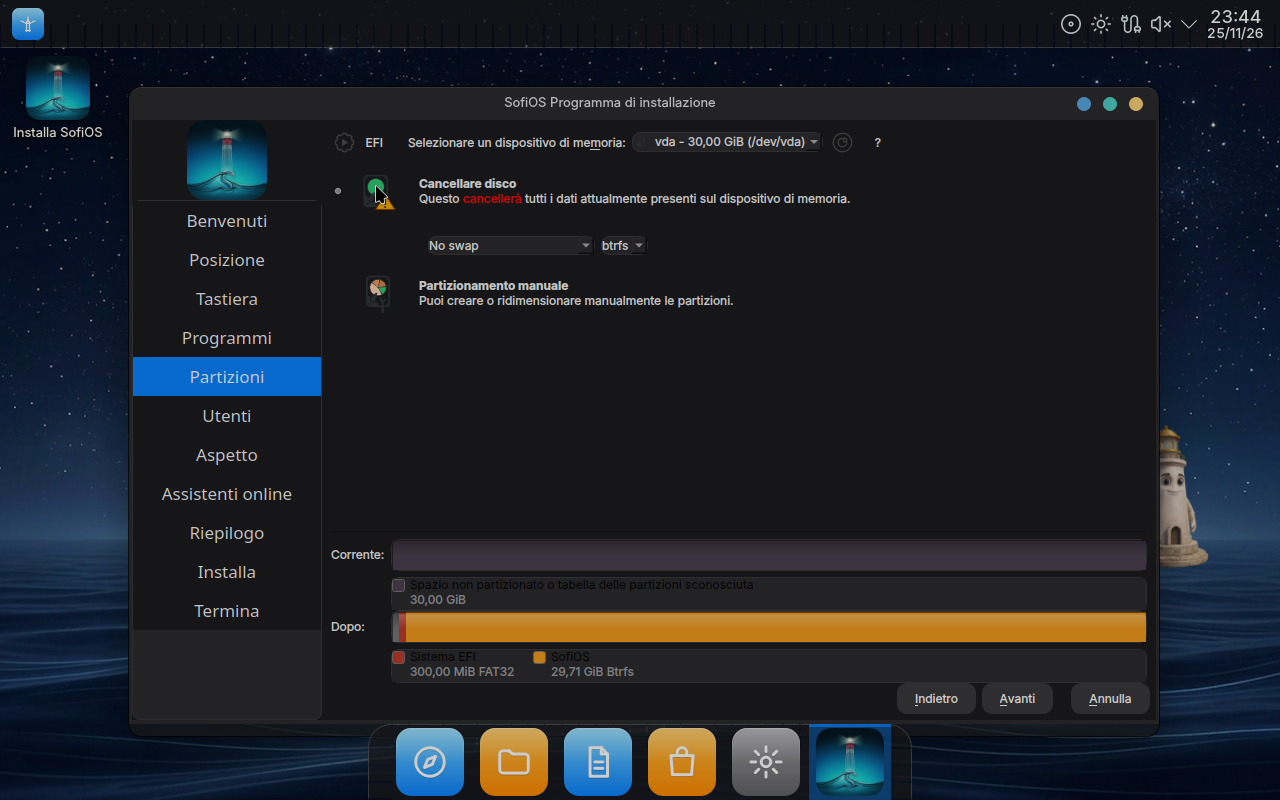 23:44
25/11/26
Installa SofiOS
SofiOS Programma di installazione
EFI
Selezionare un dispositivo di memoria:
vda - 30,00 GiB (/dev/vda)
?
Cancellare disco
Questo cancellerà tutti i dati attualmente presenti sul dispositivo di memoria.
No swap
btrfs
Partizionamento manuale
Puoi creare o ridimensionare manualmente le partizioni.
Benvenuti
Posizione
Tastiera
Programmi
Partizioni
Utenti
Aspetto
Assistenti online
Riepilogo
Installa
Termina
Corrente:
Spazio non partizionato o tabella delle partizioni sconosciuta
30,00 GiB
Dopo:
Sistema EFI
300,00 MiB FAT32
SofiOS
29,71 GiB Btrfs
Indietro
Avanti
Annulla